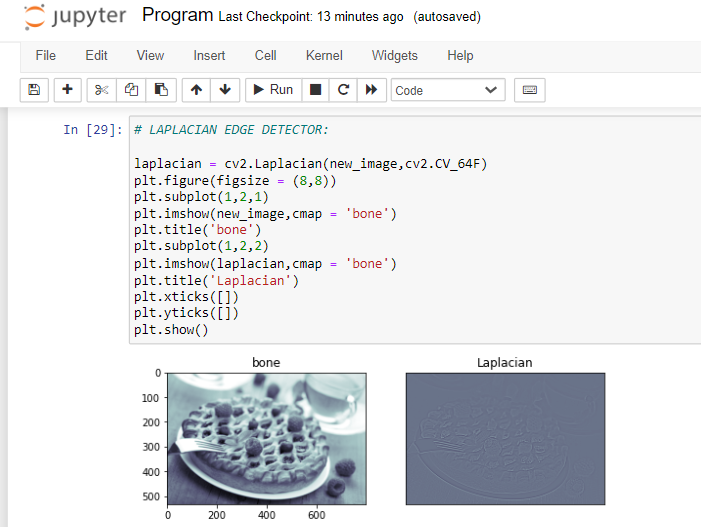 jupyter Program Last Checkpoint: 13 minutes ago (autosaved)
File Edit View Insert Cell Kernel Widgets Help
Run Code
In [29]: # LAPLACIAN EDGE DETECTOR:
laplacian = cv2.Laplacian(new_image,cv2.CV_64F)
plt.figure(figsize = (8,8))
plt.subplot(1,2,1)
plt.imshow(new_image,cmap = 'bone')
plt.title('bone')
plt.subplot(1,2,2)
plt.imshow(laplacian,cmap = 'bone')
plt.title('Laplacian')
plt.xticks([])
plt.yticks([])
plt.show()
bone Laplacian
0
100
200
300
400
500
0 200 400 600